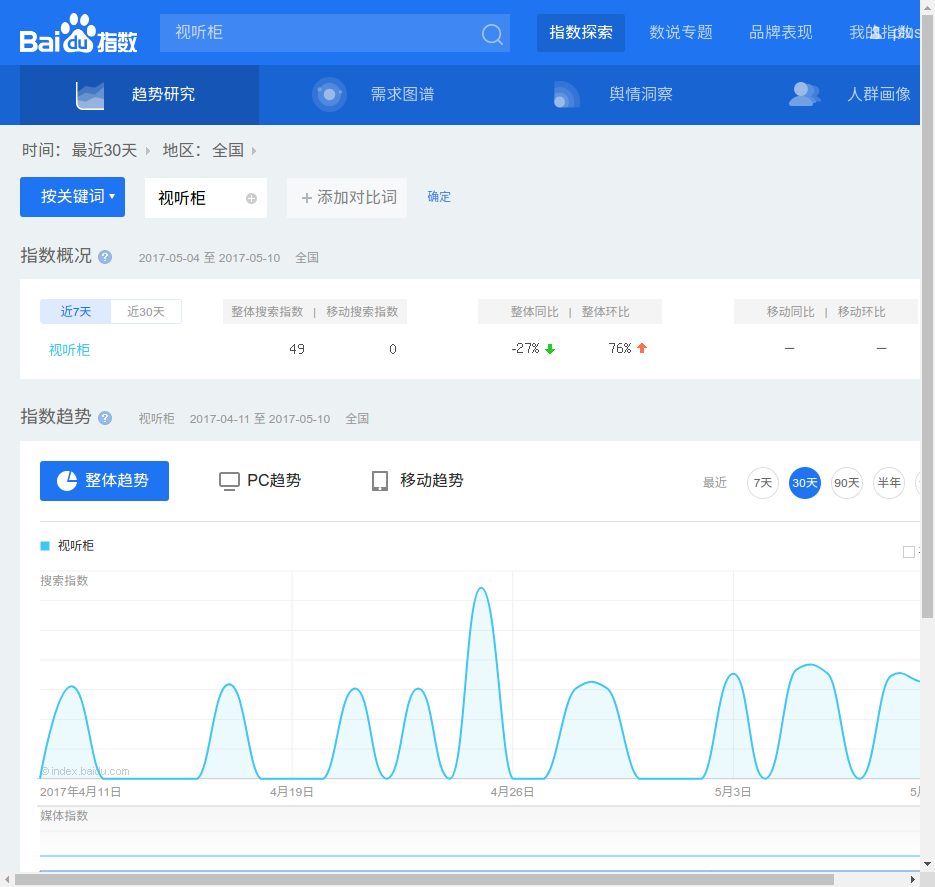 Bai du 指数
视听柜
指数探索 数说专题 品牌表现 我的指数
趋势研究 需求图谱 舆情洞察 人群画像
时间： 最近30天 地区： 全国
按关键词 视听柜 + 添加对比词 确定
指数概况 ? 2017-05-04 至 2017-05-10 全国
近7天 近30天 整体搜索指数 | 移动搜索指数 整体同比 | 整体环比 移动同比 | 移动环比
视听柜 49 0 -27% 76% — —
指数趋势 ? 视听柜 2017-04-11 至 2017-05-10 全国
整体趋势 PC趋势 移动趋势 最近 7天 30天 90天 半年
视听柜
搜索指数
©index.baidu.com
2017年4月11日 4月19日 4月26日 5月3日
媒体指数